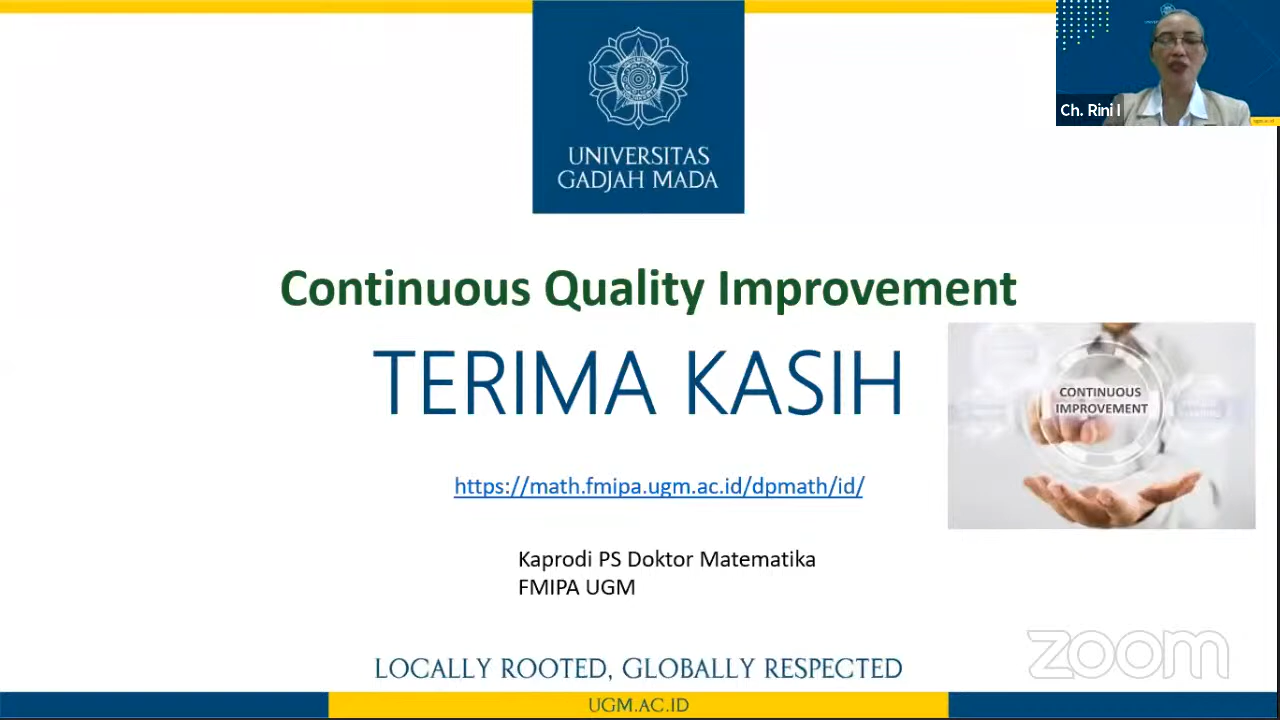 UNIVERSITAS
GADJAH MADA
Ch. Rini I
Continuous Quality Improvement
TERIMA KASIH
CONTINUOUS
IMPROVEMENT
https://math.fmipa.ugm.ac.id/dpmath/id/
Kaprodi PS Doktor Matematika
FMIPA UGM
zoom
LOCALLY ROOTED, GLOBALLY RESPECTED
UGM.AC.ID